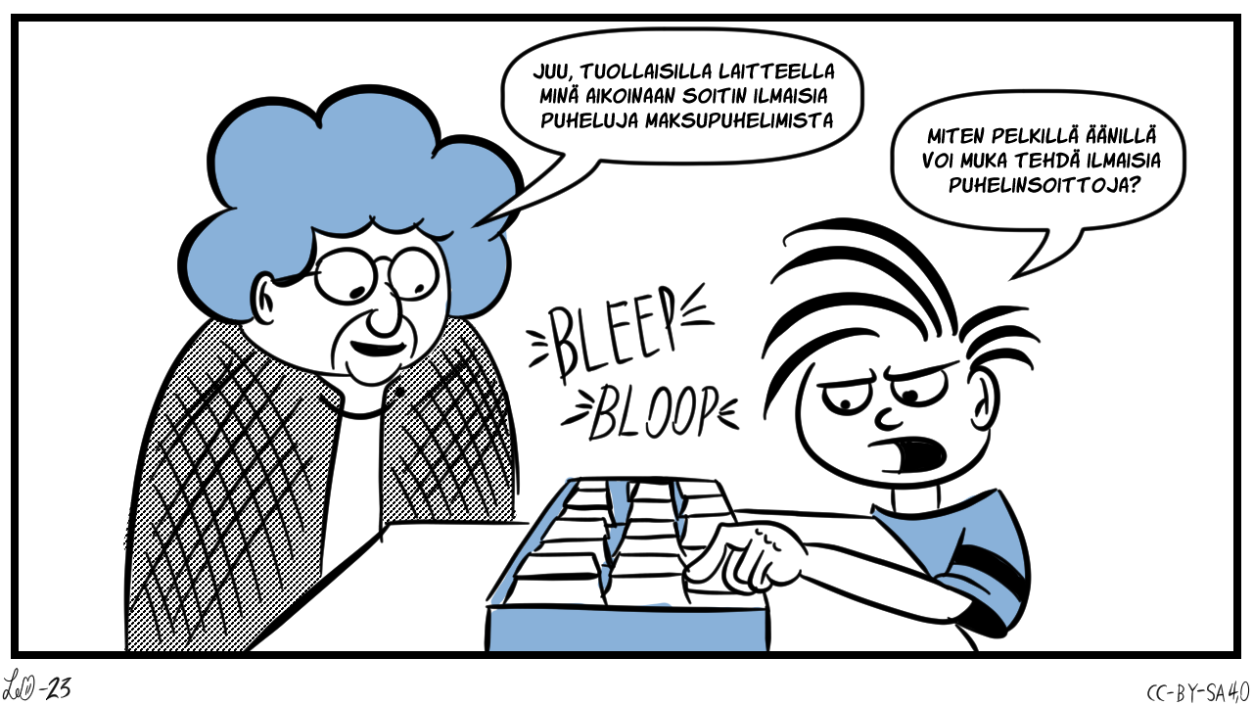 JUU, TUOLLAISILLA LAITTEELLA
MINÄ AIKOINAAN SOITIN ILMAISIA
PUHELUJA MAKSUPUHELIMISTA
MITEN PELKILLÄ ÄÄNILLÄ
VOI MUKA TEHDÄ ILMAISIA
PUHELINSOITTOJA?
BLEEP
BLOOP
-23
CC-BY-SA 4,0